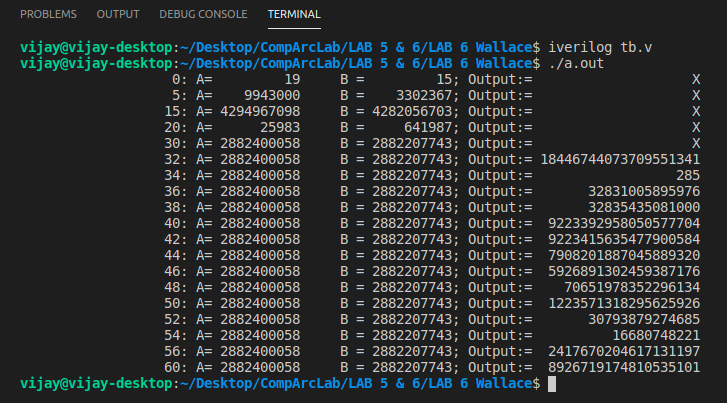 PROBLEMS OUTPUT DEBUG CONSOLE TERMINAL
vijay@vijay-desktop:~/Desktop/CompArcLab/LAB 5 & 6/LAB 6 Wallace$ iverilog tb.v
vijay@vijay-desktop:~/Desktop/CompArcLab/LAB 5 & 6/LAB 6 Wallace$ ./a.out
0: A= 19 B = 15; Output:= X
5: A= 9943000 B = 3302367; Output:= X
15: A= 4294967098 B = 4282056703; Output:= X
20: A= 25983 B = 641987; Output:= X
30: A= 2882400058 B = 2882207743; Output:= X
32: A= 2882400058 B = 2882207743; Output:= 18446744073709551341
34: A= 2882400058 B = 2882207743; Output:= 285
36: A= 2882400058 B = 2882207743; Output:= 32831005895976
38: A= 2882400058 B = 2882207743; Output:= 32835435081000
40: A= 2882400058 B = 2882207743; Output:= 9223392958050577704
42: A= 2882400058 B = 2882207743; Output:= 9223415635477900584
44: A= 2882400058 B = 2882207743; Output:= 7908201887045889320
46: A= 2882400058 B = 2882207743; Output:= 5926891302459387176
48: A= 2882400058 B = 2882207743; Output:= 70651978352296134
50: A= 2882400058 B = 2882207743; Output:= 1223571318295625926
52: A= 2882400058 B = 2882207743; Output:= 30793879274685
54: A= 2882400058 B = 2882207743; Output:= 16680748221
56: A= 2882400058 B = 2882207743; Output:= 2417670204617131197
60: A= 2882400058 B = 2882207743; Output:= 8926719174810535101
vijay@vijay-desktop:~/Desktop/CompArcLab/LAB 5 & 6/LAB 6 Wallace$